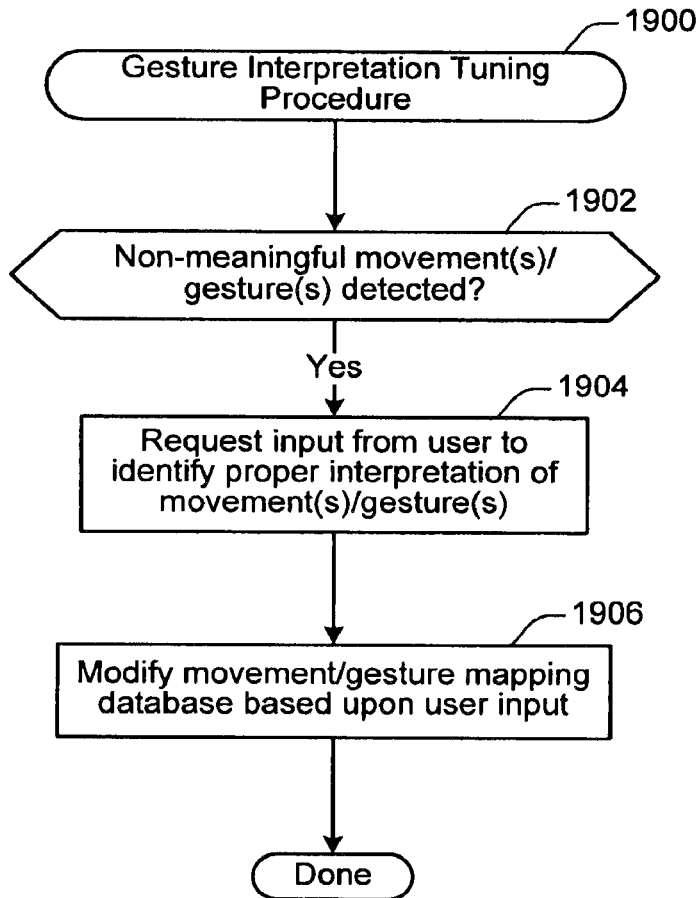 1900
Gesture Interpretation Tuning
Procedure
1902
Non-meaningful movement(s)/
gesture(s) detected?
Yes
1904
Request input from user to
identify proper interpretation of
movement(s)/gesture(s)
1906
Modify movement/gesture mapping
database based upon user input
Done